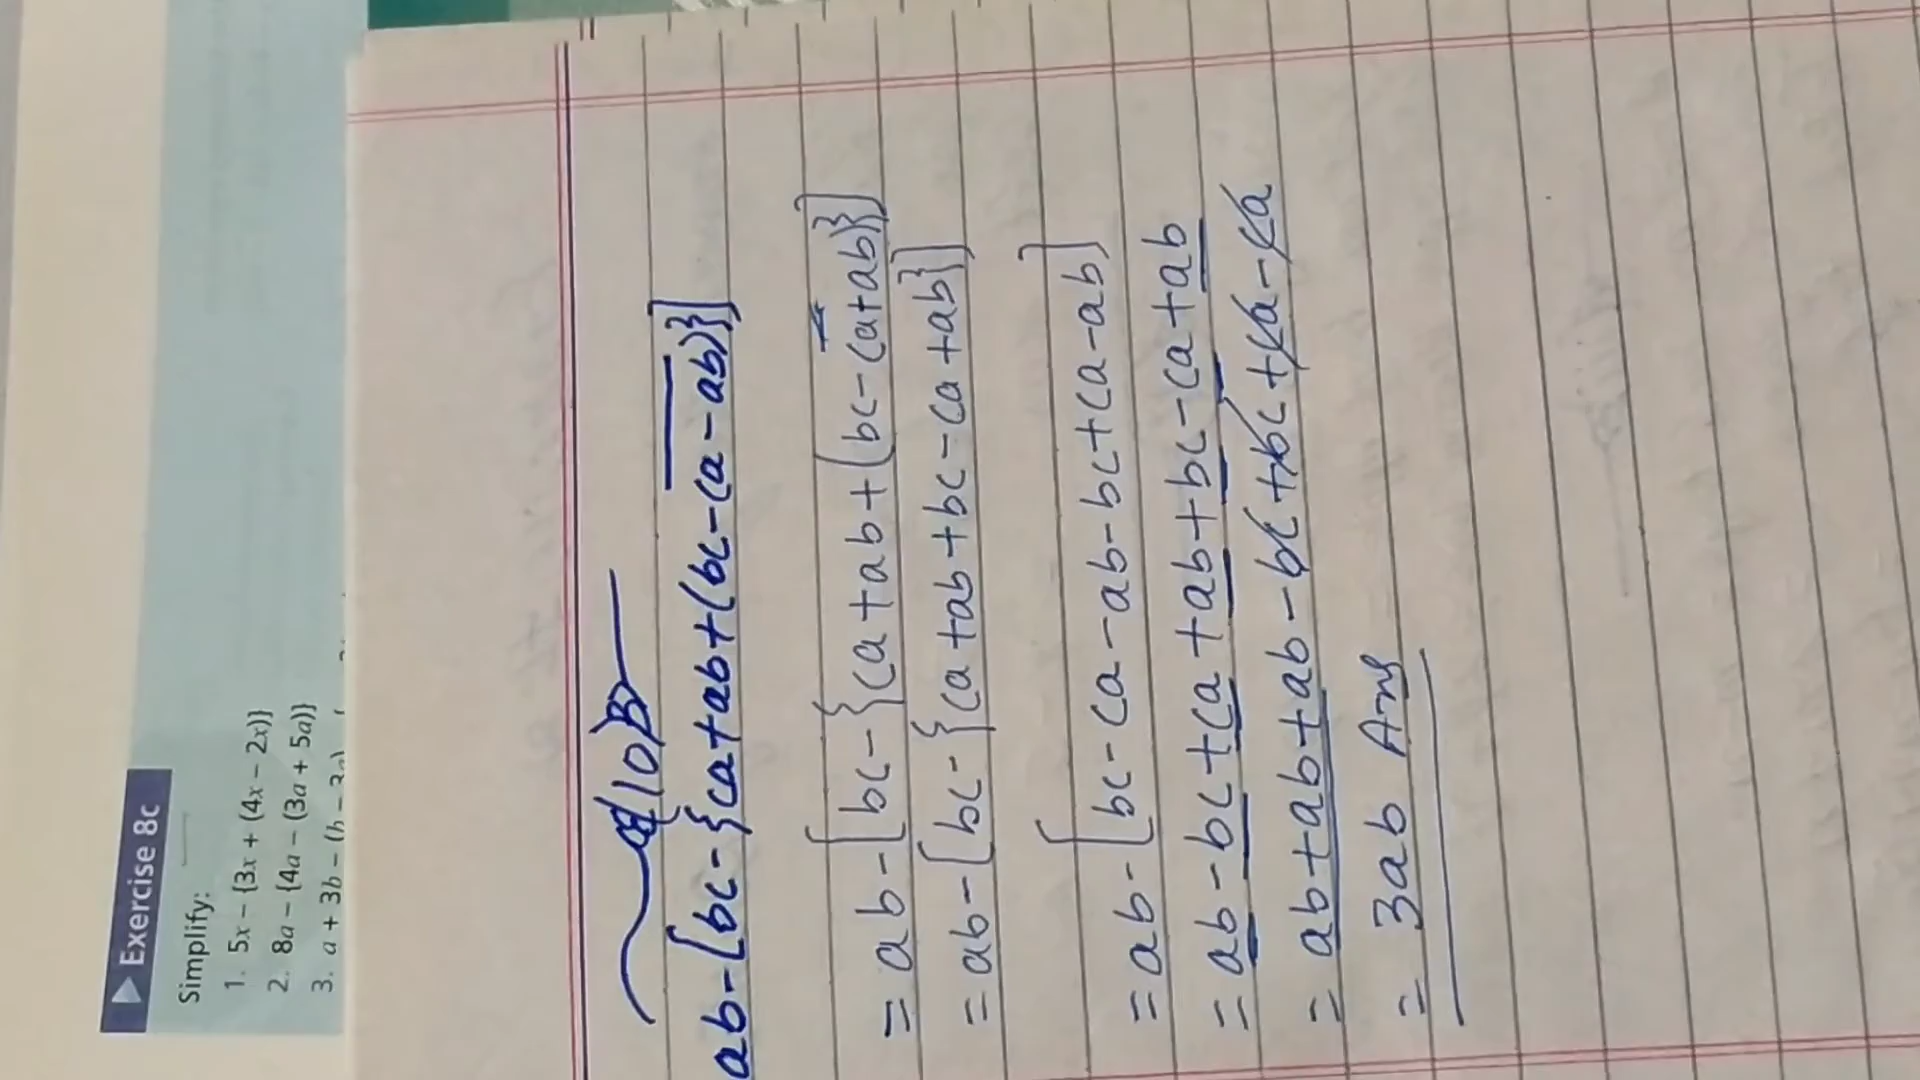 Exercise 8c
Simplify:
1. 5x – {3x + (4x – 2x)}
2. 8a – {4a – (3a + 5a)}
3. a + 3b – (b –
10B
ab-[bc-{ca+ab+(bc-ca-ab)}]
= ab-[bc-{ca+ab+(bc-ca+ab)}]
= ab-[bc-{ca+ab+bc-ca+ab}]
= ab-[bc-ca-ab-bc+ca-ab]
= ab-bc+ca+ab+bc-ca+ab
= ab+ab+ab-bc+bc+ca-ca
= 3ab Ans